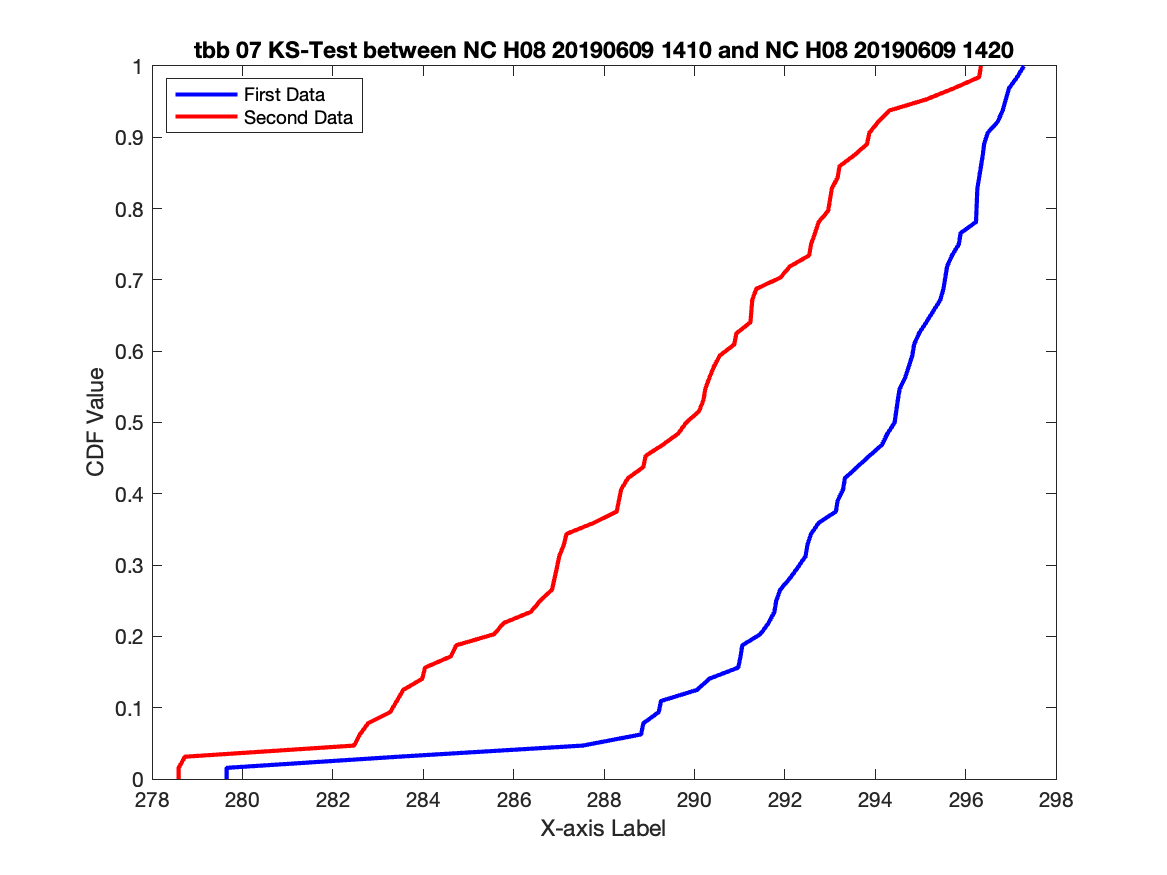 tbb 07 KS-Test between NC H08 20190609 1410 and NC H08 20190609 1420
First Data
Second Data
1
0.9
0.8
0.7
0.6
0.5
0.4
0.3
0.2
0.1
0
CDF Value
278 280 282 284 286 288 290 292 294 296 298
X-axis Label